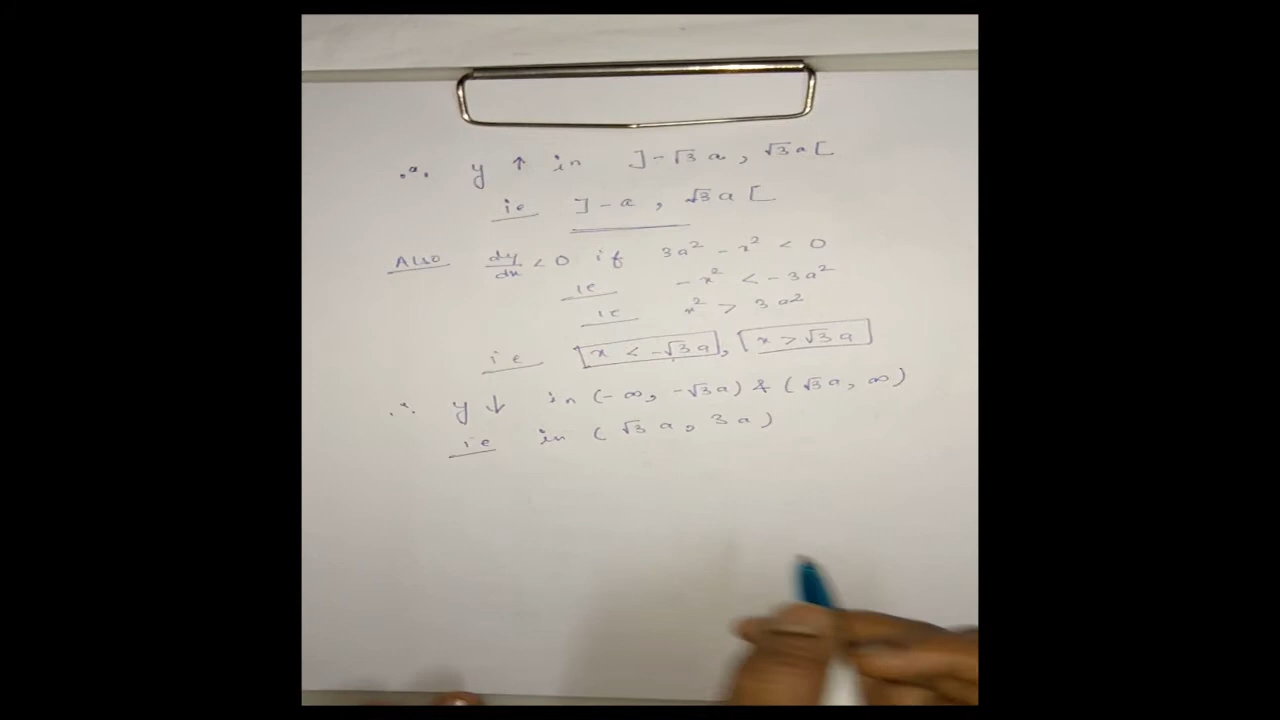 ∴ y ↑ in ]-√3 a, √3 a [
ie ]-a, √3 a [
Also dy/dx < 0 if 3a² - x² < 0
ie -x² < -3a²
ie x² > 3a²
ie x < -√3 a, x > √3 a
∴ y ↓ in (-∞, -√3 a) & (√3 a, ∞)
ie in (√3 a, 3a)